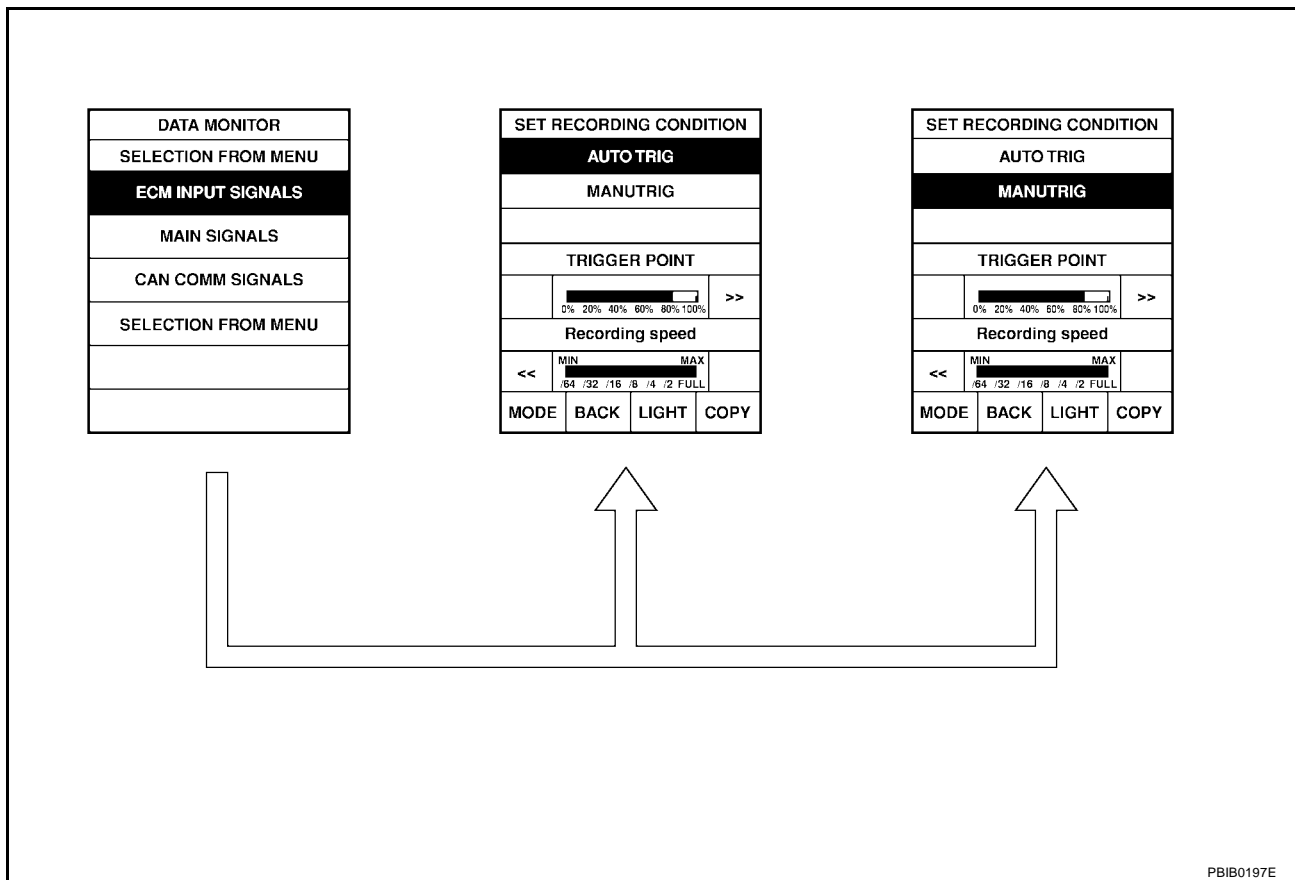 DATA MONITOR
SELECTION FROM MENU
ECM INPUT SIGNALS
MAIN SIGNALS
CAN COMM SIGNALS
SELECTION FROM MENU
SET RECORDING CONDITION
AUTO TRIG
MANUTRIG
TRIGGER POINT
>>
0% 20% 40% 60% 80% 100%
Recording speed
MIN MAX
<<
/64 /32 /16 /8 /4 /2 FULL
MODE BACK LIGHT COPY
SET RECORDING CONDITION
AUTO TRIG
MANUTRIG
TRIGGER POINT
>>
0% 20% 40% 60% 80% 100%
Recording speed
MIN MAX
<<
/64 /32 /16 /8 /4 /2 FULL
MODE BACK LIGHT COPY
PBIB0197E